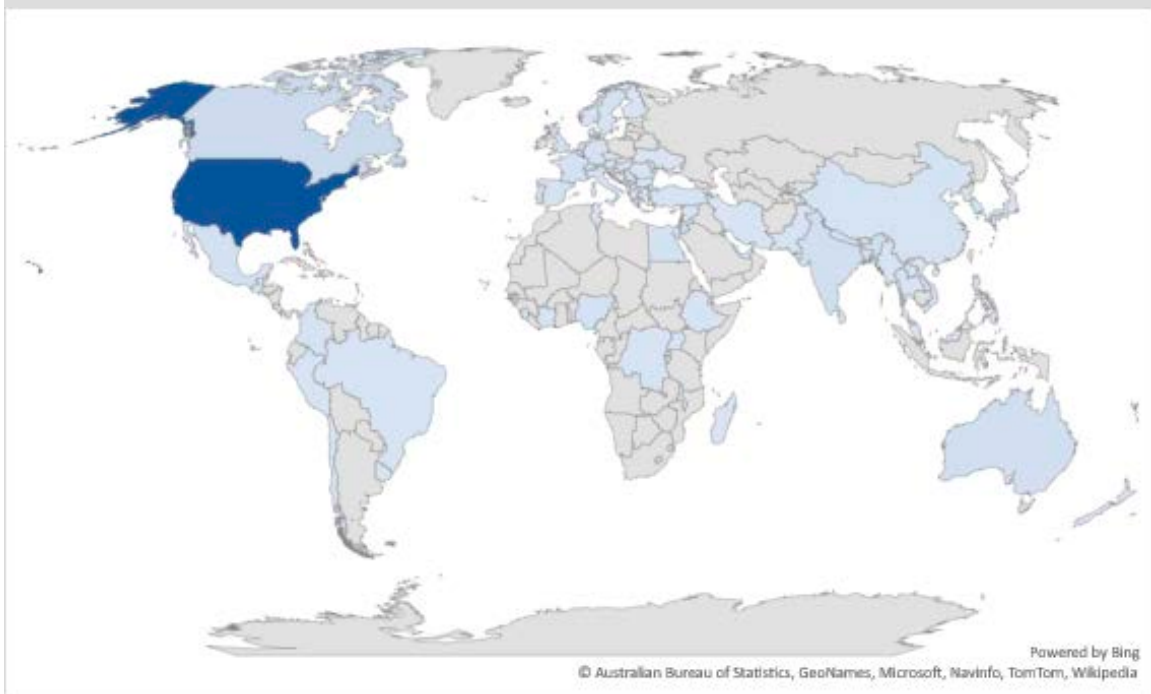 Powered by Bing
© Australian Bureau of Statistics, GeoNames, Microsoft, Navinfo, TomTom, Wikipedia